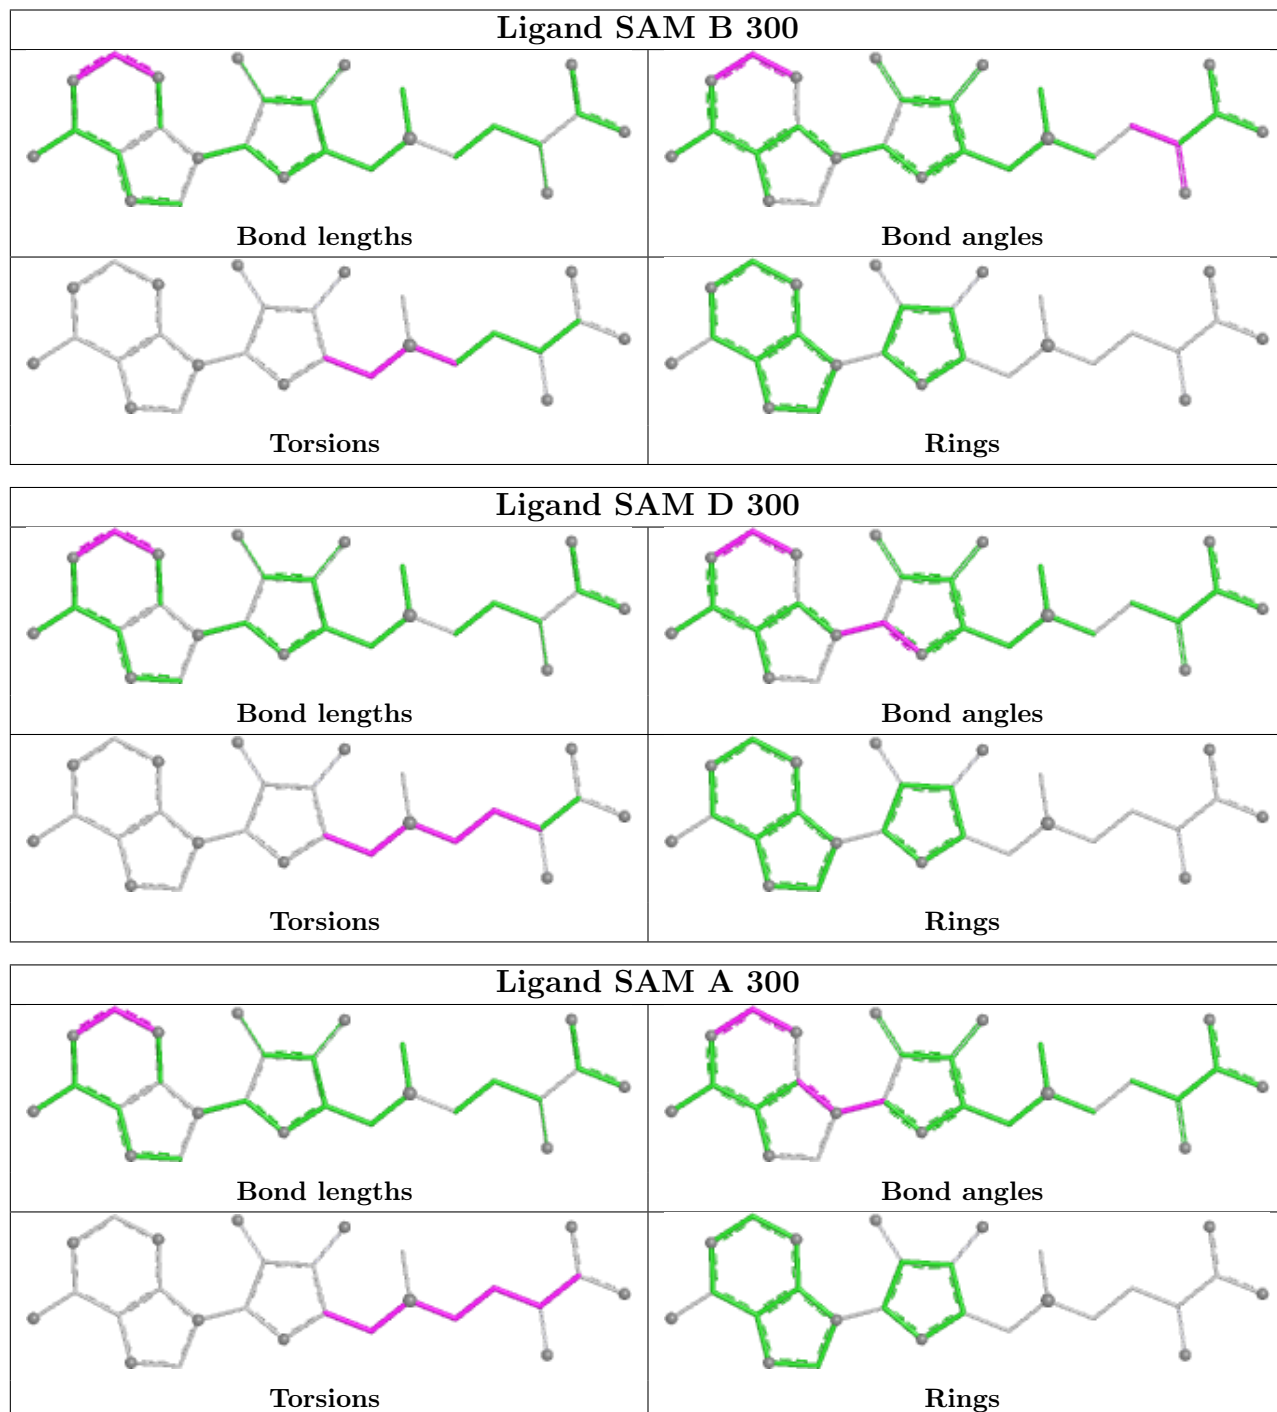 Ligand SAM B 300
Bond lengths
Bond angles
Torsions
Rings
Ligand SAM D 300
Bond lengths
Bond angles
Torsions
Rings
Ligand SAM A 300
Bond lengths
Bond angles
Torsions
Rings